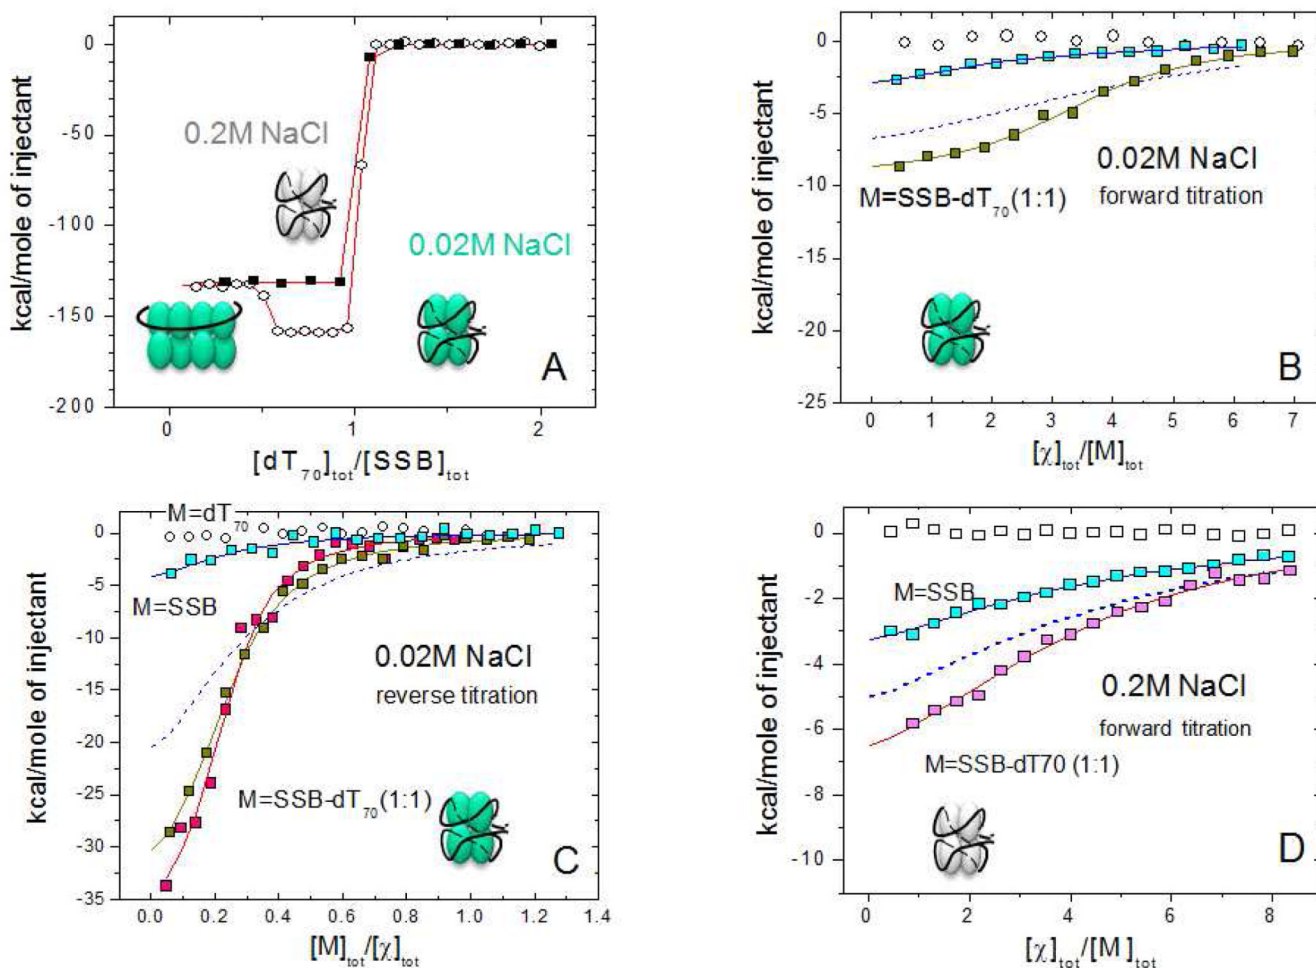 0
-50
-100
-150
-200
kcal/mole of injectant
0.2M NaCl
0.02M NaCl
A
0
1
2
[dT₇₀]ₜₒₜ/[SSB]ₜₒₜ
0
-5
-10
-15
-20
-25
kcal/mole of injectant
0.02M NaCl
M=SSB-dT₇₀(1:1)
forward titration
B
0 1 2 3 4 5 6 7
[χ]ₜₒₜ/[M]ₜₒₜ
M=dT₇₀
0
-5
-10
-15
-20
-25
-30
-35
kcal/mole of injectant
M=SSB
0.02M NaCl
reverse titration
M=SSB-dT₇₀(1:1)
C
0.0 0.2 0.4 0.6 0.8 1.0 1.2 1.4
[M]ₜₒₜ/[χ]ₜₒₜ
0
-2
-4
-6
-8
-10
kcal/mole of injectant
M=SSB
0.2M NaCl
forward titration
M=SSB-dT70 (1:1)
D
0 2 4 6 8
[χ]ₜₒₜ/[M]ₜₒₜ